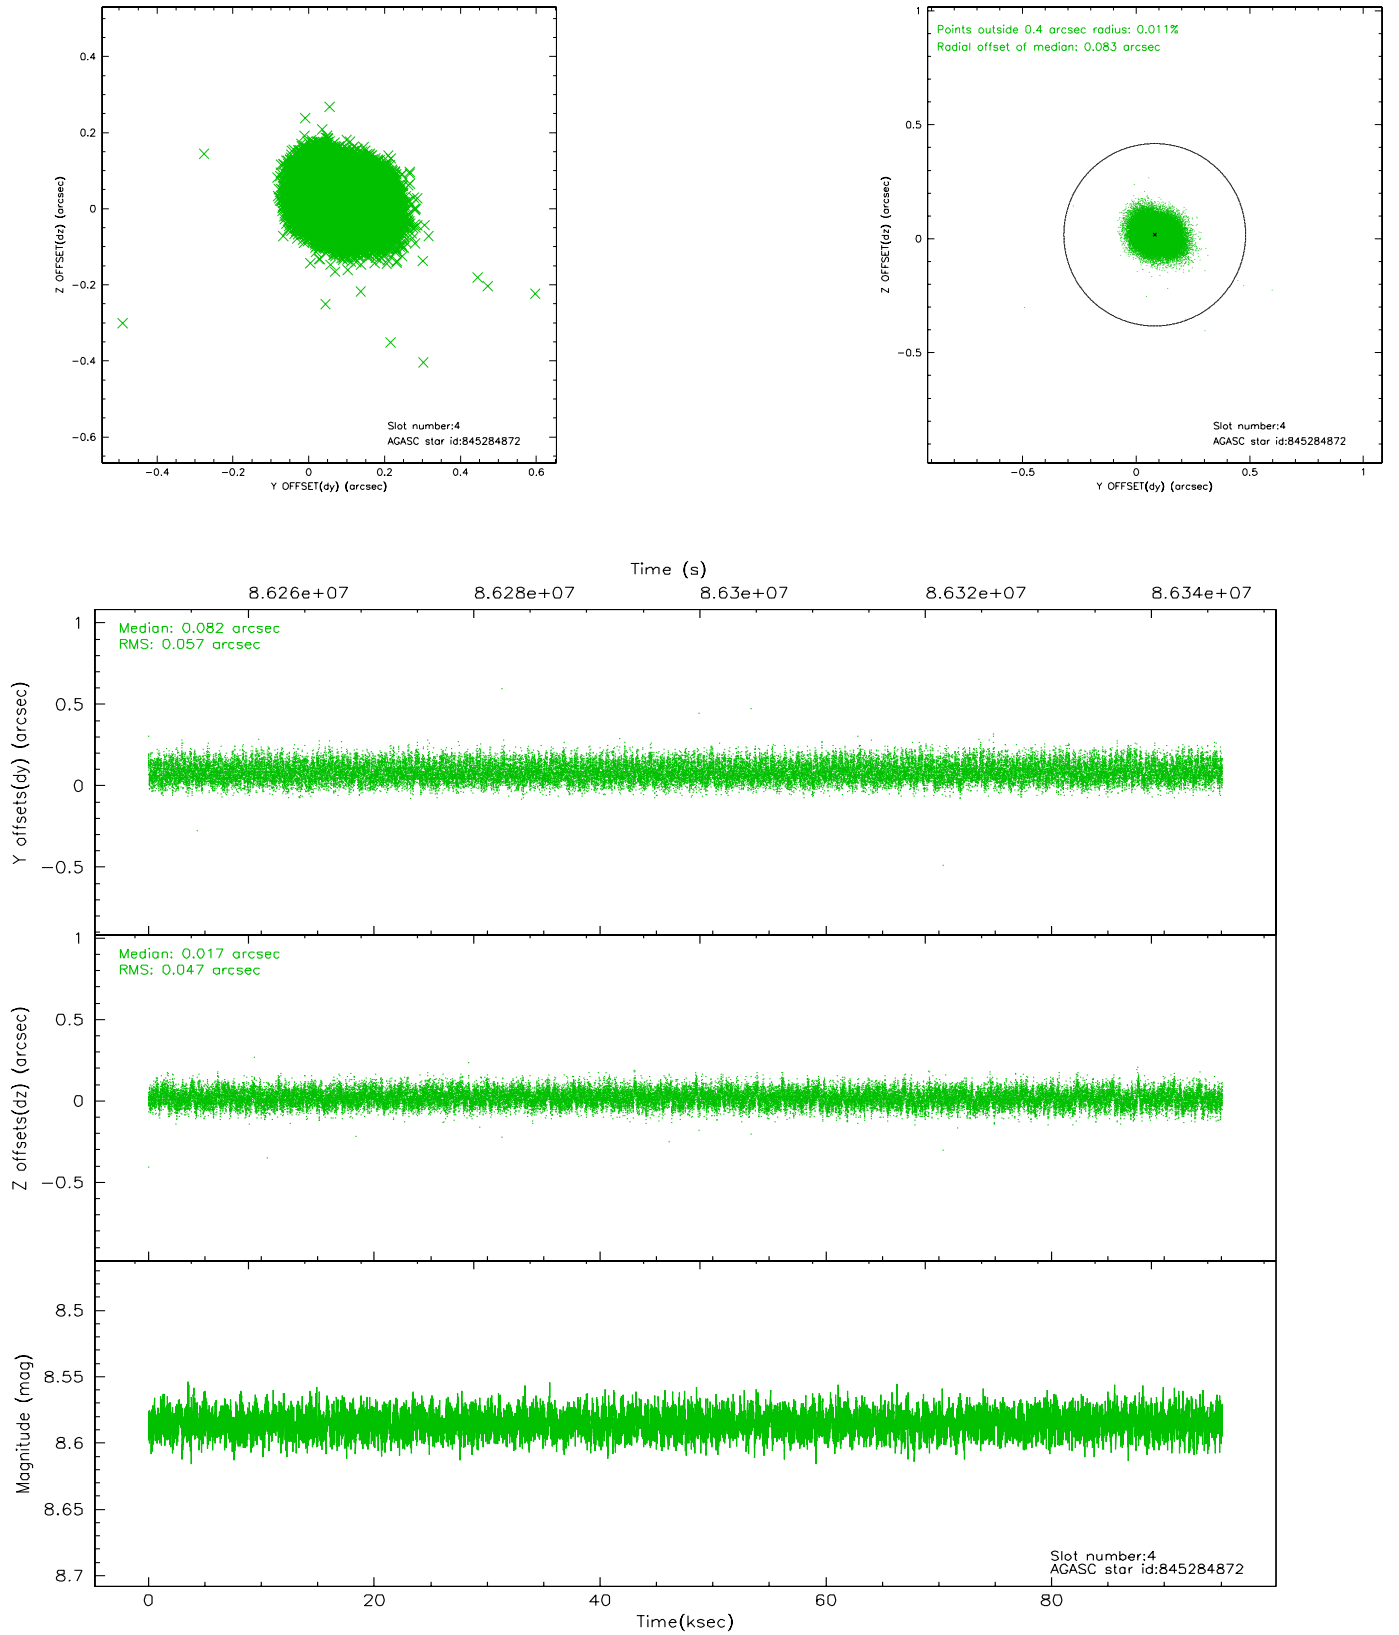 0.4
0.2
0
−0.2
−0.4
−0.6
Z OFFSET(dz) (arcsec)
Slot number:4
AGASC star id:845284872
−0.4
−0.2
0
0.2
0.4
0.6
Y OFFSET(dy) (arcsec)
Points outside 0.4 arcsec radius: 0.011%
Radial offset of median: 0.083 arcsec
1
0.5
0
−0.5
Z OFFSET(dz) (arcsec)
Slot number:4
AGASC star id:845284872
−0.5
0
0.5
1
Y OFFSET(dy) (arcsec)
Time (s)
8.626e+07
8.628e+07
8.63e+07
8.632e+07
8.634e+07
Median: 0.082 arcsec
RMS: 0.057 arcsec
1
0.5
0
−0.5
Y offsets(dy) (arcsec)
Median: 0.017 arcsec
RMS: 0.047 arcsec
1
0.5
0
−0.5
Z offsets(dz) (arcsec)
8.5
8.55
8.6
8.65
8.7
Magnitude (mag)
Slot number:4
AGASC star id:845284872
0
20
40
60
80
Time(ksec)